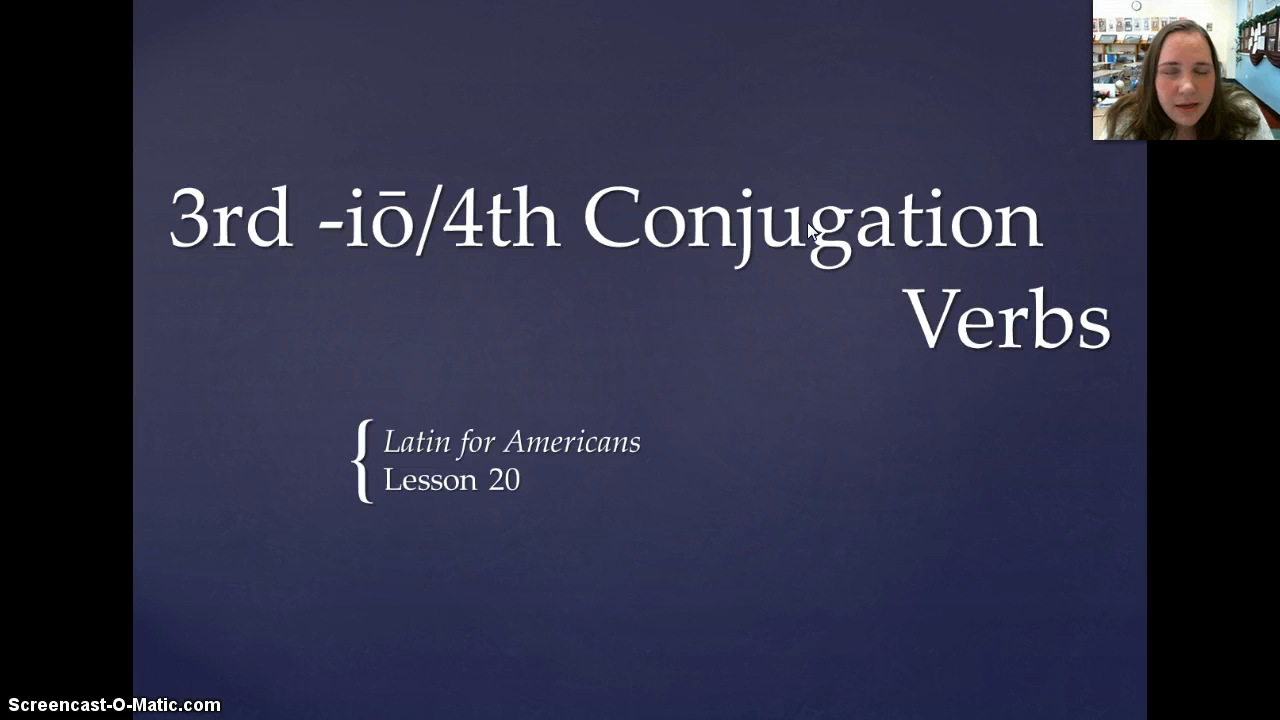 3rd -iō/4th Conjugation
Verbs
Latin for Americans
Lesson 20
Screencast-O-Matic.com